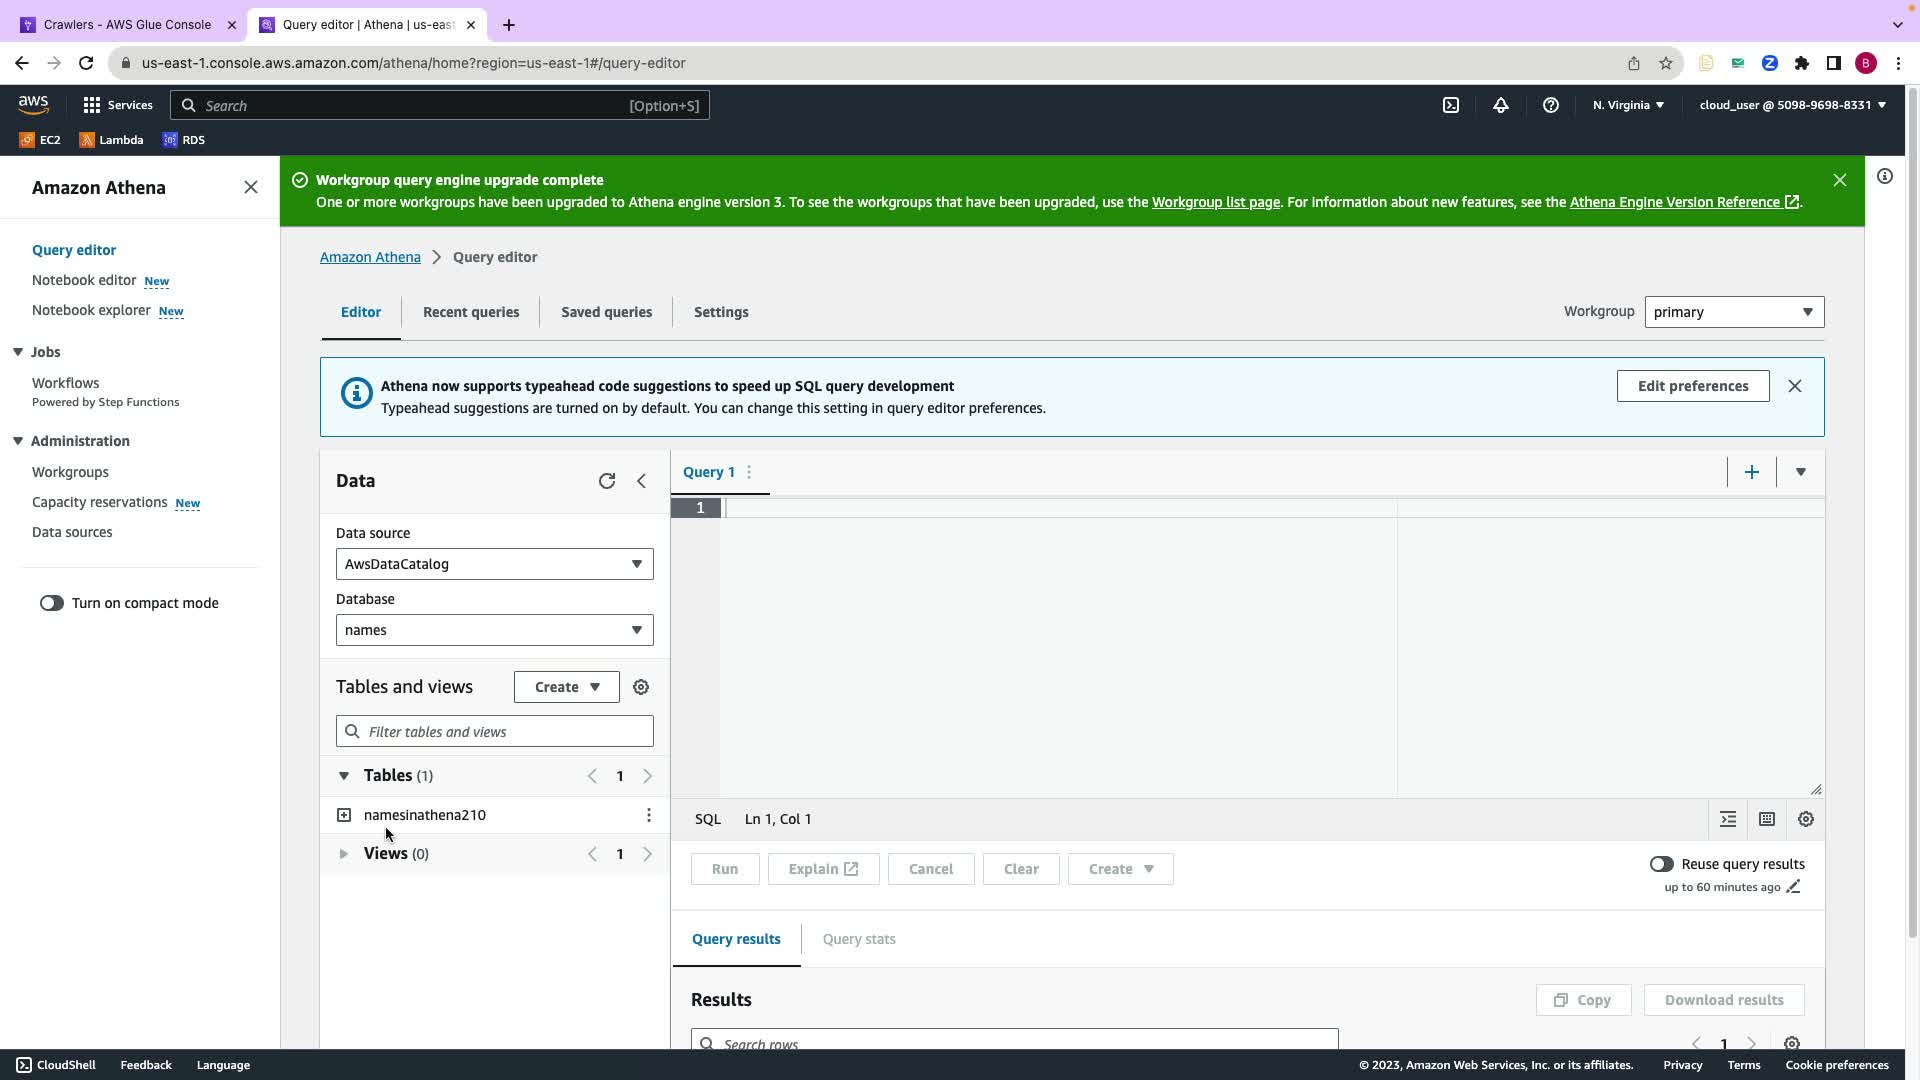 Crawlers - AWS Glue Console
Query editor | Athena | us-east
us-east-1.console.aws.amazon.com/athena/home?region=us-east-1#/query-editor
B
aws
Services
Search
[Option+S]
N. Virginia
cloud_user @ 5098-9698-8331
EC2
Lambda
RDS
Amazon Athena
Query editor
Notebook editor New
Notebook explorer New
Jobs
Workflows
Powered by Step Functions
Administration
Workgroups
Capacity reservations New
Data sources
Turn on compact mode
Workgroup query engine upgrade complete
One or more workgroups have been upgraded to Athena engine version 3. To see the workgroups that have been upgraded, use the Workgroup list page. For information about new features, see the Athena Engine Version Reference.
Amazon Athena > Query editor
Editor
Recent queries
Saved queries
Settings
Workgroup
primary
Athena now supports typeahead code suggestions to speed up SQL query development
Typeahead suggestions are turned on by default. You can change this setting in query editor preferences.
Edit preferences
Data
Data source
AwsDataCatalog
Database
names
Tables and views
Create
Filter tables and views
Tables (1)
1
namesinathena210
Views (0)
1
Query 1
1
SQL
Ln 1, Col 1
Run
Explain
Cancel
Clear
Create
Reuse query results
up to 60 minutes ago
Query results
Query stats
Results
Copy
Download results
Search rows
1
CloudShell
Feedback
Language
© 2023, Amazon Web Services, Inc. or its affiliates.
Privacy
Terms
Cookie preferences